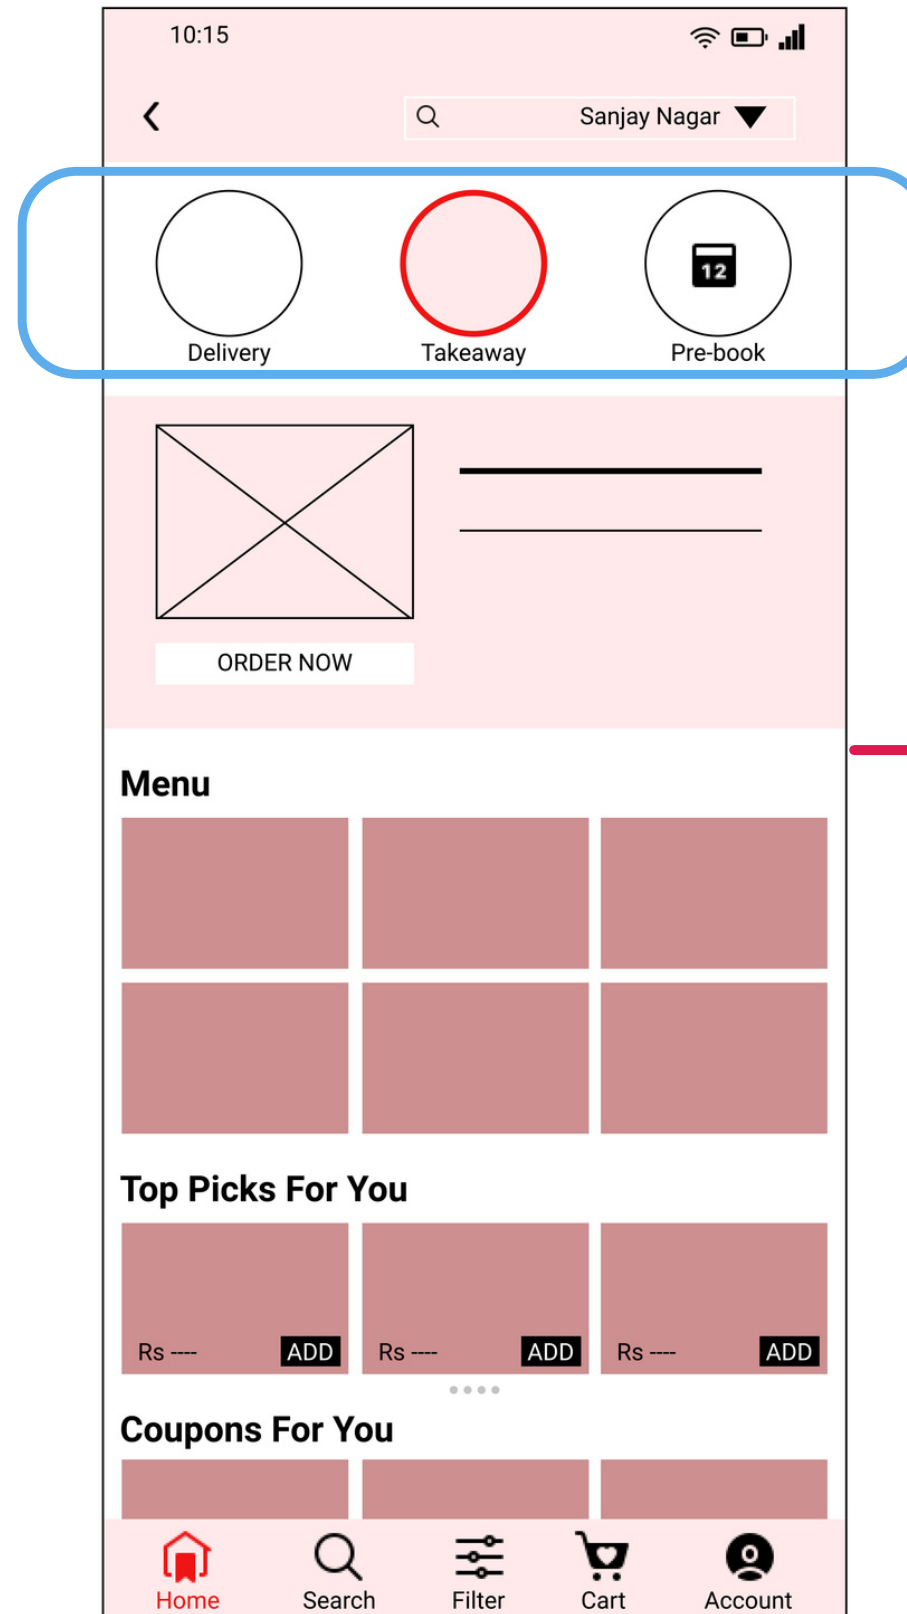 10:15
Sanjay Nagar
12
Delivery
Takeaway
Pre-book
ORDER NOW
Menu
Top Picks For You
Rs ----
ADD
Rs ----
ADD
Rs ----
ADD
Coupons For You
Home
Search
Filter
Cart
Account